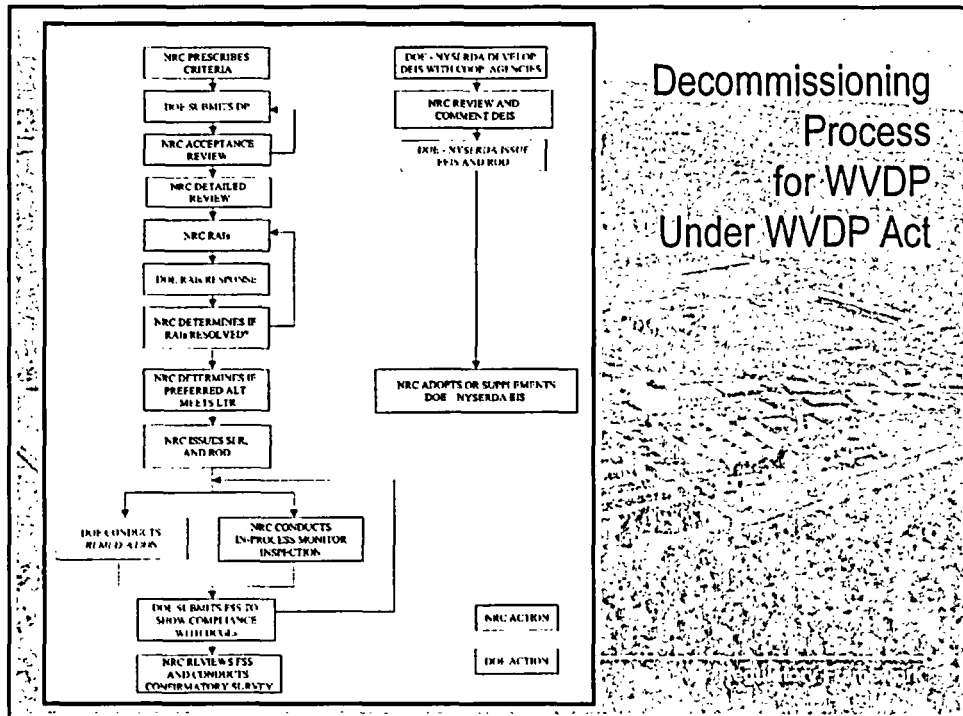 NRC PRESCRIBES
CRITERIA
DOE SUBMITS DP
NRC ACCEPTANCE
REVIEW
NRC DETAILED
REVIEW
NRC RAIs
DOE RAIs RESPONSE
NRC DETERMINES IF
RAIs RESOLVED*
NRC DETERMINES IF
PREFERRED ALT
MEETS LTR
NRC ISSUES SER,
AND ROD
DOE CONDUCTS
REMEDIATION
NRC CONDUCTS
IN-PROCESS MONITOR
INSPECTION
DOE SUBMITS FSS TO
SHOW COMPLIANCE
WITH DCGLs
NRC REVIEWS FSS
AND CONDUCTS
CONFIRMATORY SURVEY
DOE - NYSERDA DEVELOP
DEIS WITH COOP. AGENCIES
NRC REVIEW AND
COMMENT DEIS
DOE - NYSERDA ISSUE
FEIS AND ROD
NRC ADOPTS OR SUPPLEMENTS
DOE - NYSERDA EIS
NRC ACTION
DOE ACTION
Decommissioning
Process
for WVDP
Under WVDP Act
Regulatory Framework